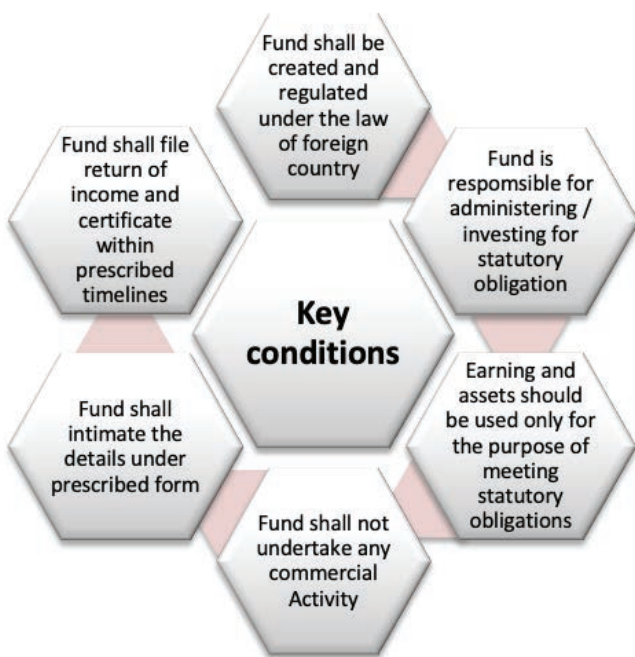 Fund shall be
created and
regulated
under the law
of foreign
country
Fund is
respomsible for
administering /
investing for
statutory
obligation
Earning and
assets should
be used only for
the purpose of
meeting
statutory
obligations
Fund shall not
undertake any
commercial
Activity
Fund shall
intimate the
details under
prescribed form
Fund shall file
return of
income and
certificate
within
prescribed
timelines
Key
conditions